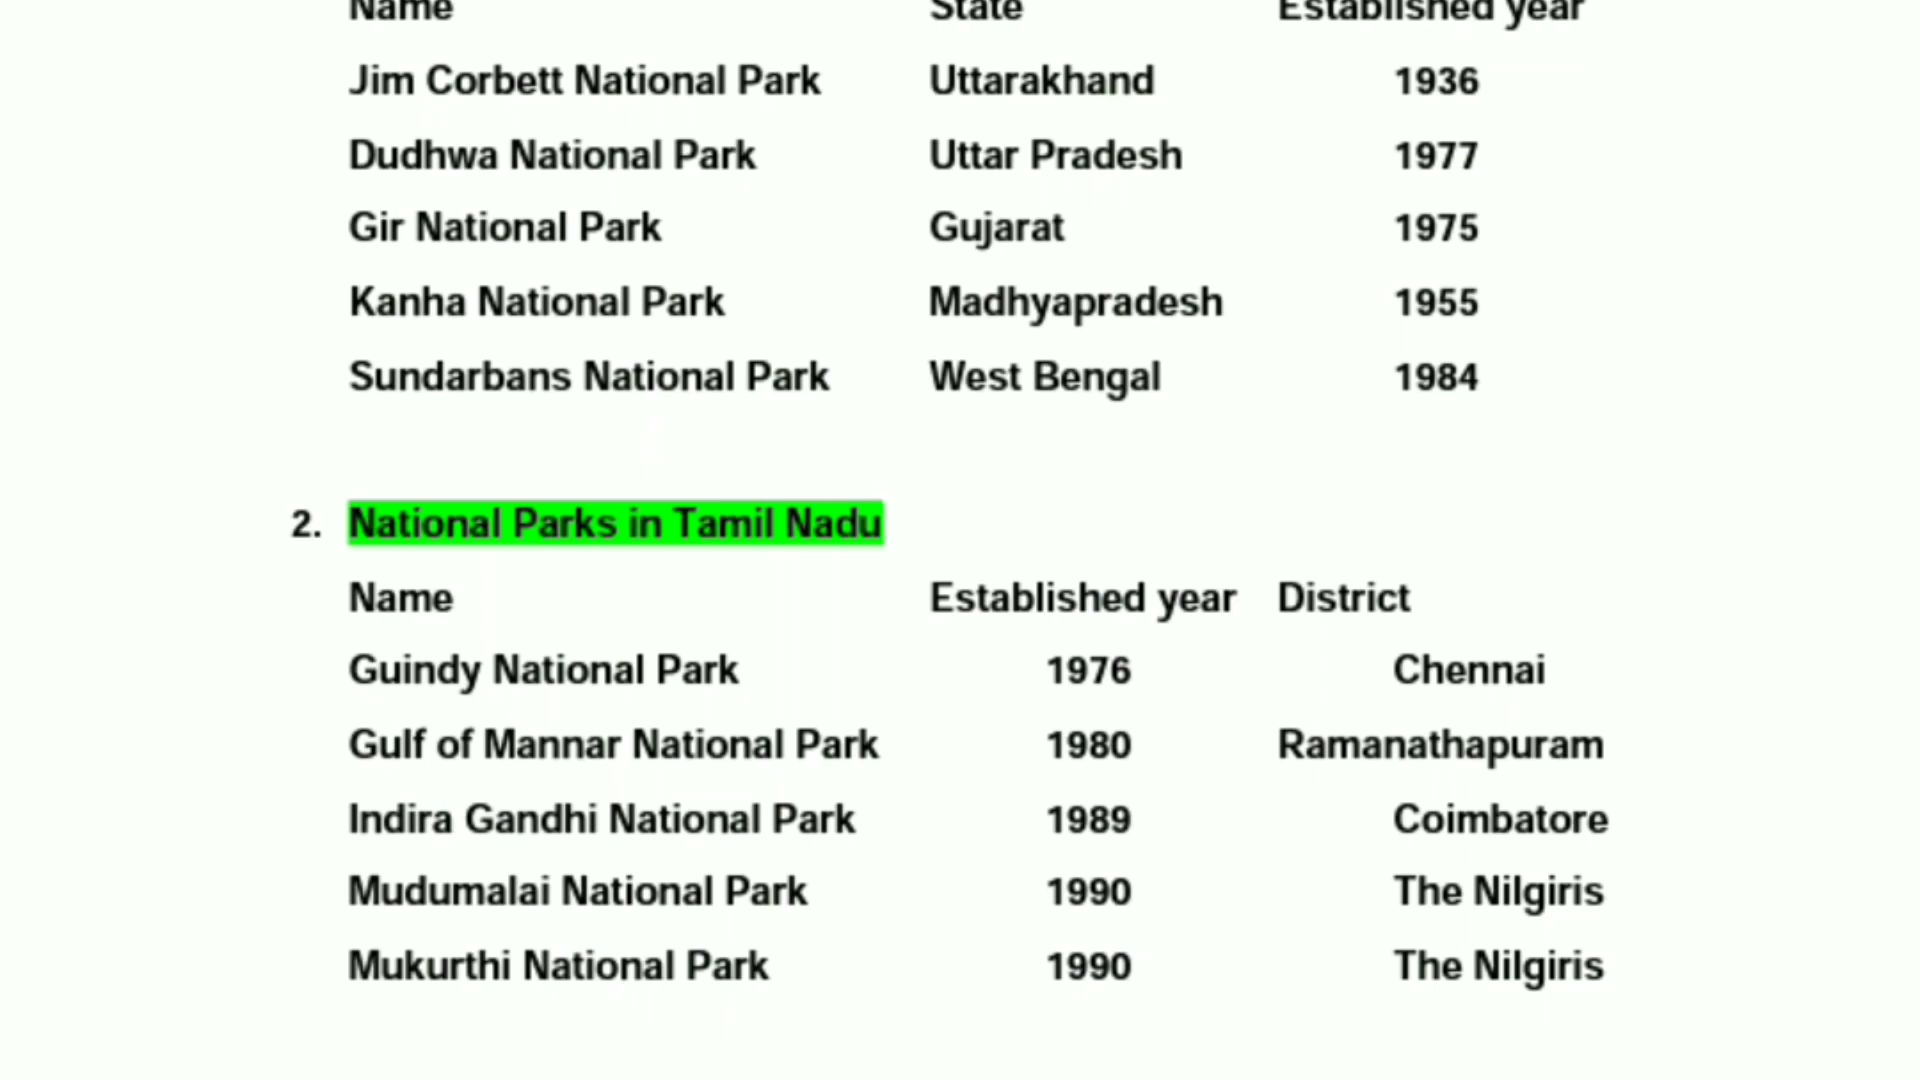 Name State Established year
Jim Corbett National Park Uttarakhand 1936
Dudhwa National Park Uttar Pradesh 1977
Gir National Park Gujarat 1975
Kanha National Park Madhyapradesh 1955
Sundarbans National Park West Bengal 1984
2. National Parks in Tamil Nadu
Name Established year District
Guindy National Park 1976 Chennai
Gulf of Mannar National Park 1980 Ramanathapuram
Indira Gandhi National Park 1989 Coimbatore
Mudumalai National Park 1990 The Nilgiris
Mukurthi National Park 1990 The Nilgiris